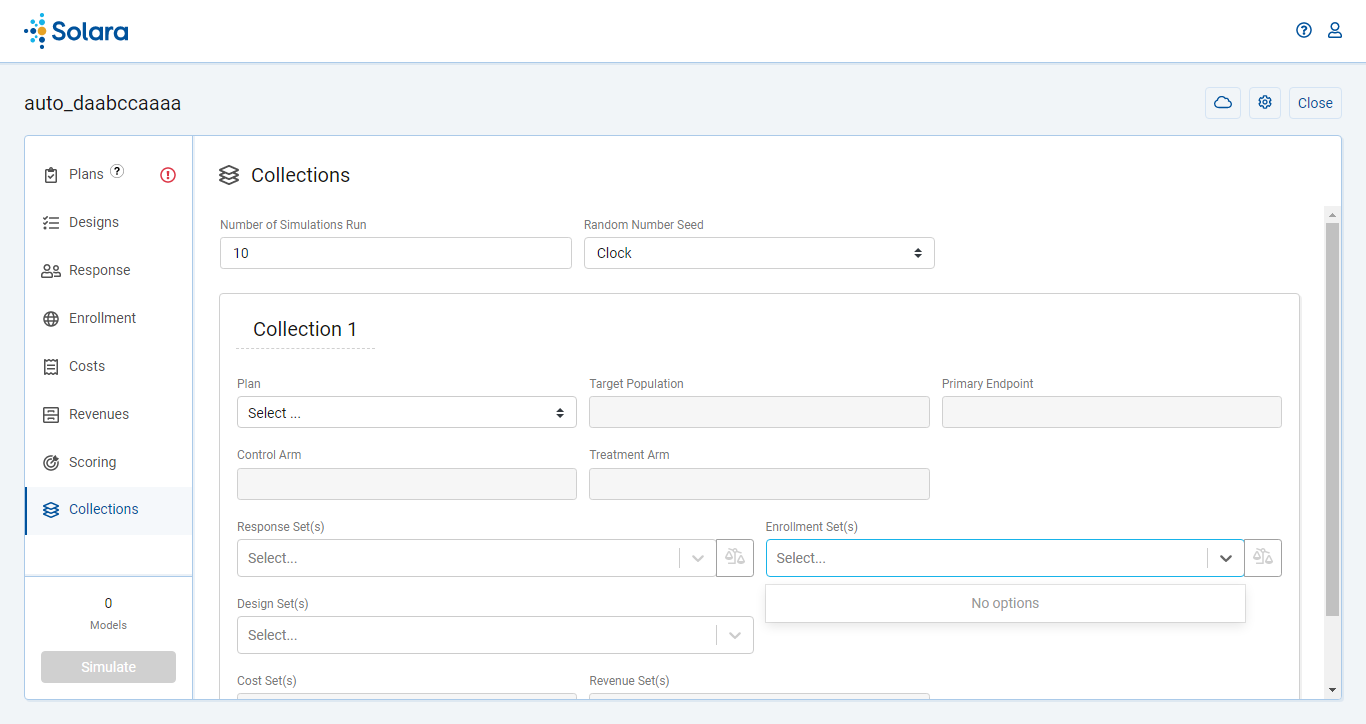 Solara
auto_daabccaaaa
Close
Plans ?
Designs
Response
Enrollment
Costs
Revenues
Scoring
Collections
0
Models
Simulate
Collections
Number of Simulations Run
Random Number Seed
10
Clock
Collection 1
Plan
Target Population
Primary Endpoint
Select ...
Control Arm
Treatment Arm
Response Set(s)
Enrollment Set(s)
Select...
Select...
No options
Design Set(s)
Select...
Cost Set(s)
Revenue Set(s)